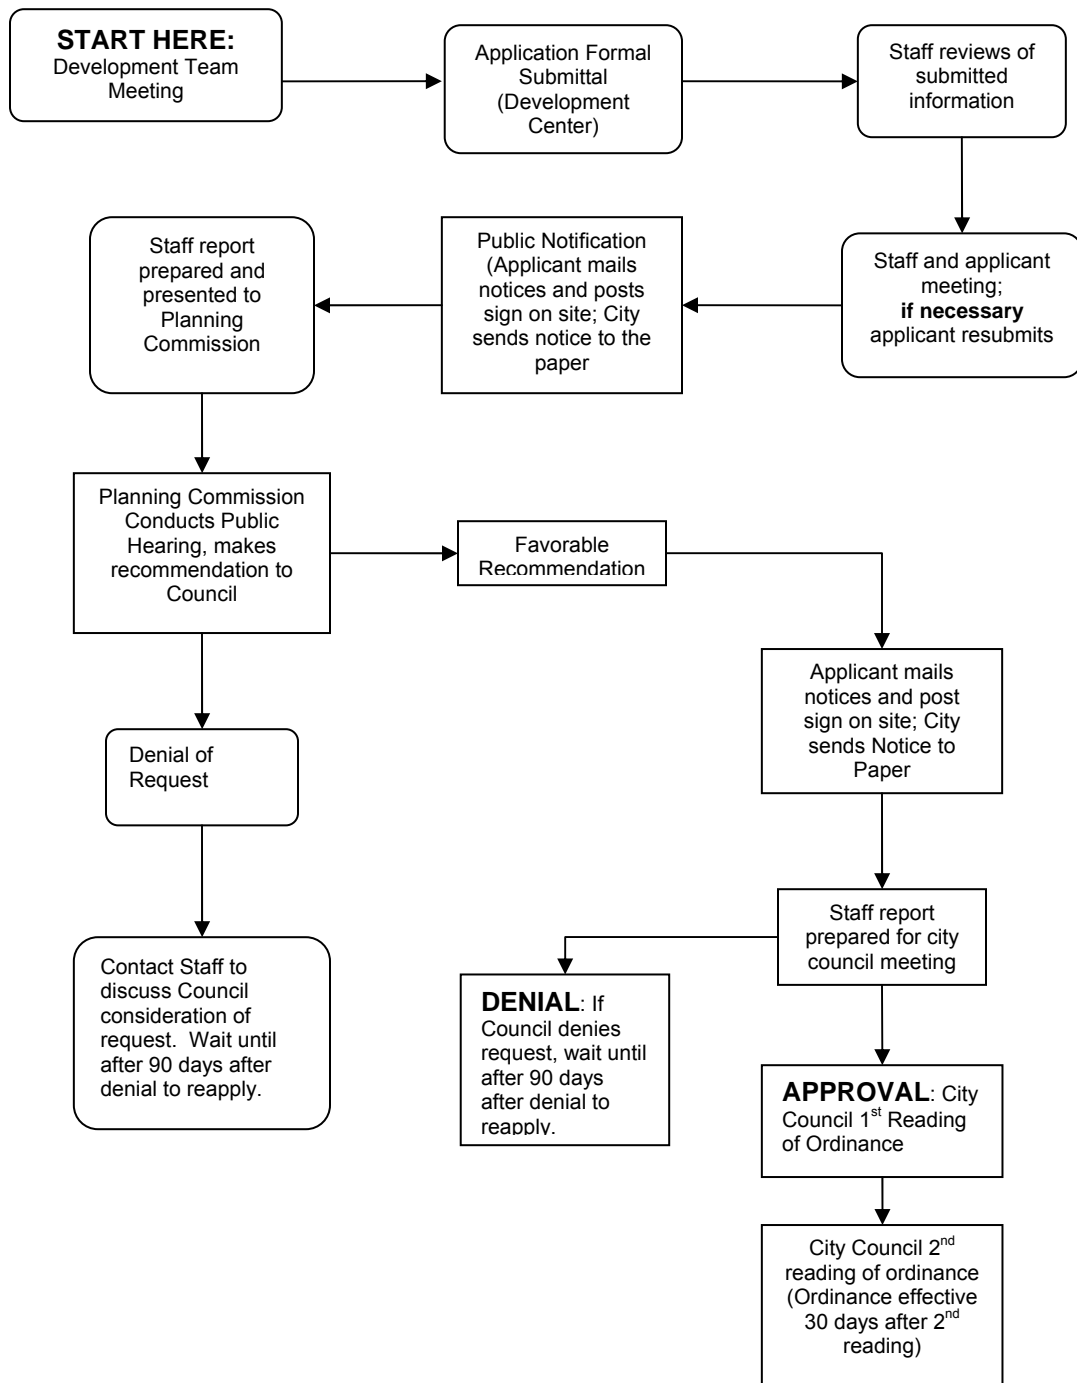 START HERE:
Development Team
Meeting
Application Formal
Submittal
(Development
Center)
Staff reviews of
submitted
information
Staff and applicant
meeting;
if necessary
applicant resubmits
Public Notification
(Applicant mails
notices and posts
sign on site; City
sends notice to the
paper
Staff report
prepared and
presented to
Planning
Commission
Planning Commission
Conducts Public
Hearing, makes
recommendation to
Council
Favorable
Recommendation
Applicant mails
notices and post
sign on site; City
sends Notice to
Paper
Denial of
Request
Contact Staff to
discuss Council
consideration of
request. Wait until
after 90 days after
denial to reapply.
Staff report
prepared for city
council meeting
DENIAL: If
Council denies
request, wait until
after 90 days
after denial to
reapply.
APPROVAL: City
Council 1st Reading
of Ordinance
City Council 2nd
reading of ordinance
(Ordinance effective
30 days after 2nd
reading)